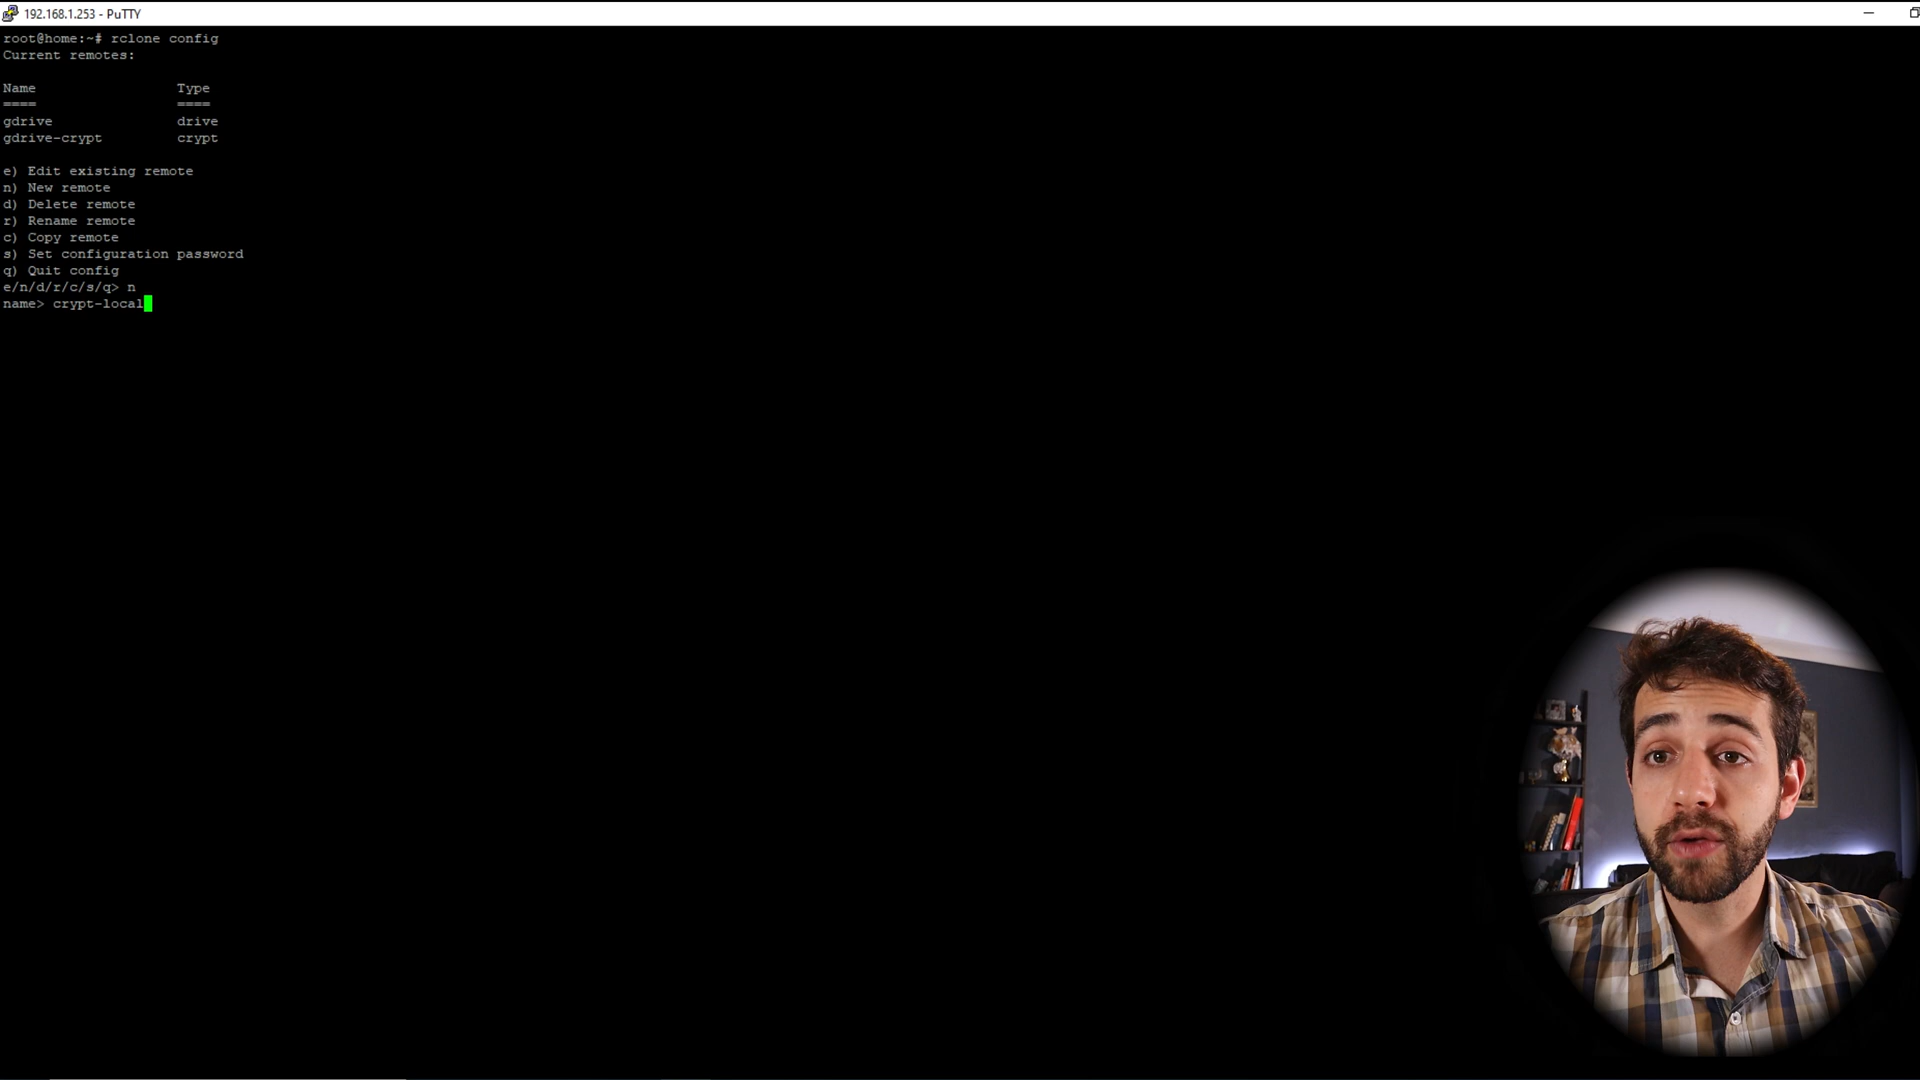 192.168.1.253 - PuTTY
root@home:~# rclone config
Current remotes:
Name                 Type
====                 ====
gdrive               drive
gdrive-crypt         crypt
e) Edit existing remote
n) New remote
d) Delete remote
r) Rename remote
c) Copy remote
s) Set configuration password
q) Quit config
e/n/d/r/c/s/q> n
name> crypt-local